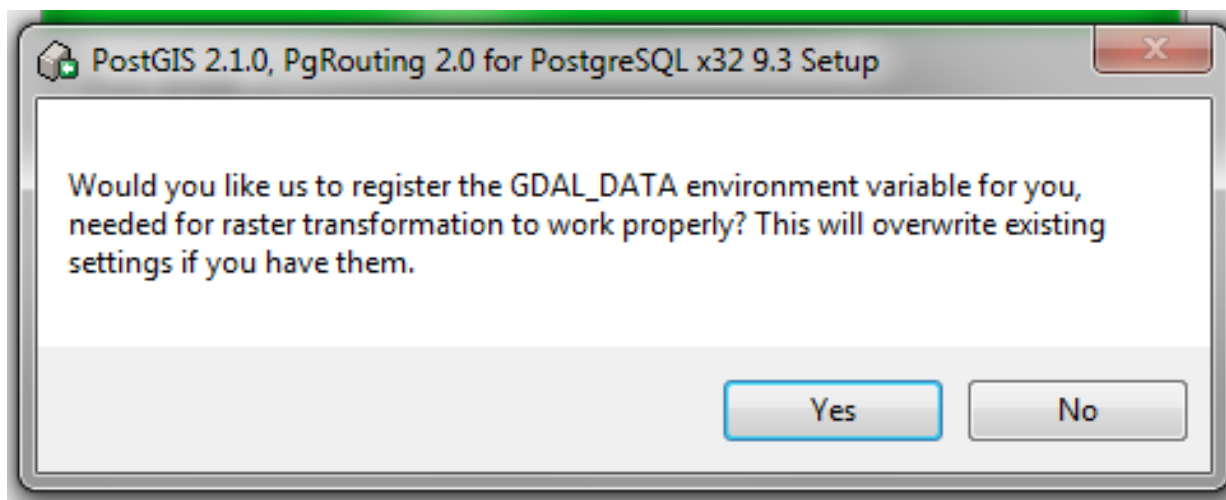 PostGIS 2.1.0, PgRouting 2.0 for PostgreSQL x32 9.3 Setup
Would you like us to register the GDAL_DATA environment variable for you,
needed for raster transformation to work properly? This will overwrite existing
settings if you have them.
Yes
No